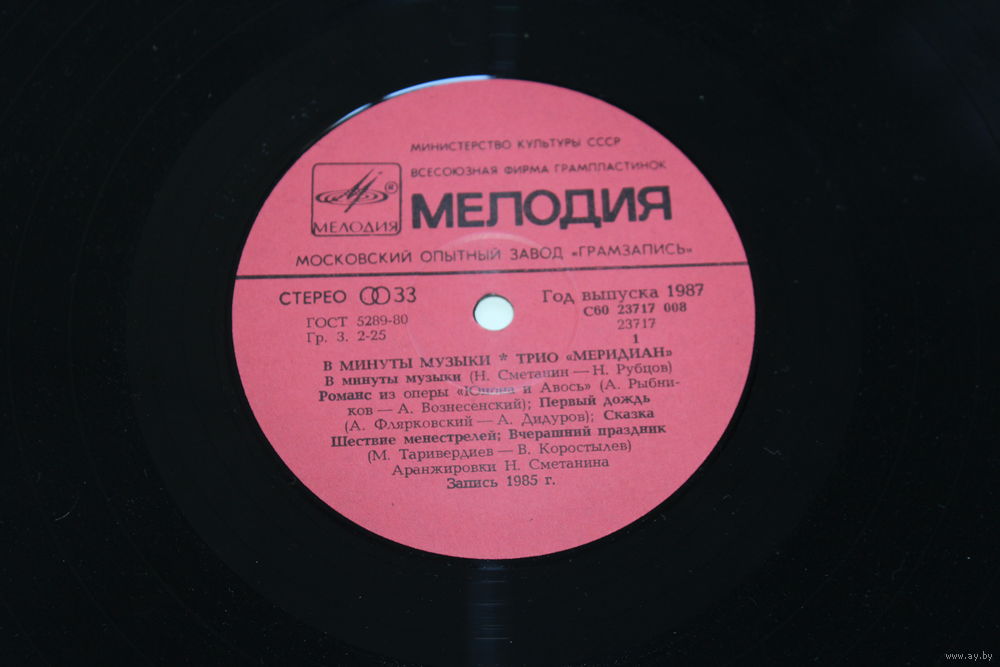 МИНИСТЕРСТВО КУЛЬТУРЫ СССР
ВСЕСОЮЗНАЯ ФИРМА ГРАМПЛАСТИНОК
МЕЛОДИЯ ®
МЕЛОДИЯ
МОСКОВСКИЙ ОПЫТНЫЙ ЗАВОД «ГРАМЗАПИСЬ»
СТЕРЕО 33
Год выпуска 1987
ГОСТ 5289-80
С60 23717 008
Гр. 3. 2-25
23717
1
В МИНУТЫ МУЗЫКИ * ТРИО «МЕРИДИАН»
В минуты музыки (Н. Сметанин — Н. Рубцов)
Романс из оперы «Юнона и Авось» (А. Рыбни-
ков — А. Вознесенский); Первый дождь
(А. Флярковский — А. Дидуров); Сказка
Шествие менестрелей; Вчерашний праздник
(М. Таривердиев — В. Коростылев)
Аранжировки Н. Сметанина
Запись 1985 г.
www.ay.by